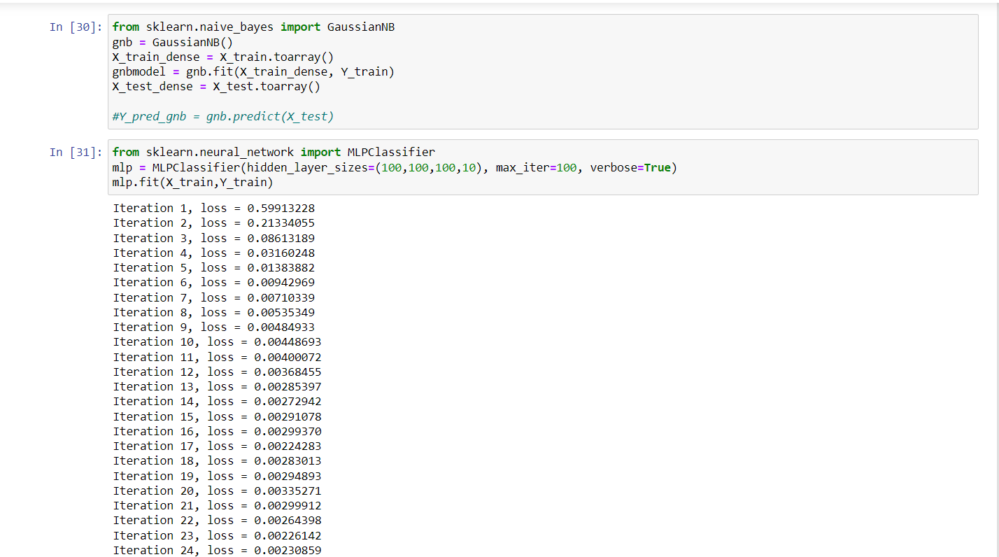 In [30]: from sklearn.naive_bayes import GaussianNB
gnb = GaussianNB()
X_train_dense = X_train.toarray()
gnbmodel = gnb.fit(X_train_dense, Y_train)
X_test_dense = X_test.toarray()
#Y_pred_gnb = gnb.predict(X_test)
In [31]: from sklearn.neural_network import MLPClassifier
mlp = MLPClassifier(hidden_layer_sizes=(100,100,100,10), max_iter=100, verbose=True)
mlp.fit(X_train,Y_train)
Iteration 1, loss = 0.59913228
Iteration 2, loss = 0.21334055
Iteration 3, loss = 0.08613189
Iteration 4, loss = 0.03160248
Iteration 5, loss = 0.01383882
Iteration 6, loss = 0.00942969
Iteration 7, loss = 0.00710339
Iteration 8, loss = 0.00535349
Iteration 9, loss = 0.00484933
Iteration 10, loss = 0.00448693
Iteration 11, loss = 0.00400072
Iteration 12, loss = 0.00368455
Iteration 13, loss = 0.00285397
Iteration 14, loss = 0.00272942
Iteration 15, loss = 0.00291078
Iteration 16, loss = 0.00299370
Iteration 17, loss = 0.00224283
Iteration 18, loss = 0.00283013
Iteration 19, loss = 0.00294893
Iteration 20, loss = 0.00335271
Iteration 21, loss = 0.00299912
Iteration 22, loss = 0.00264398
Iteration 23, loss = 0.00226142
Iteration 24, loss = 0.00230859